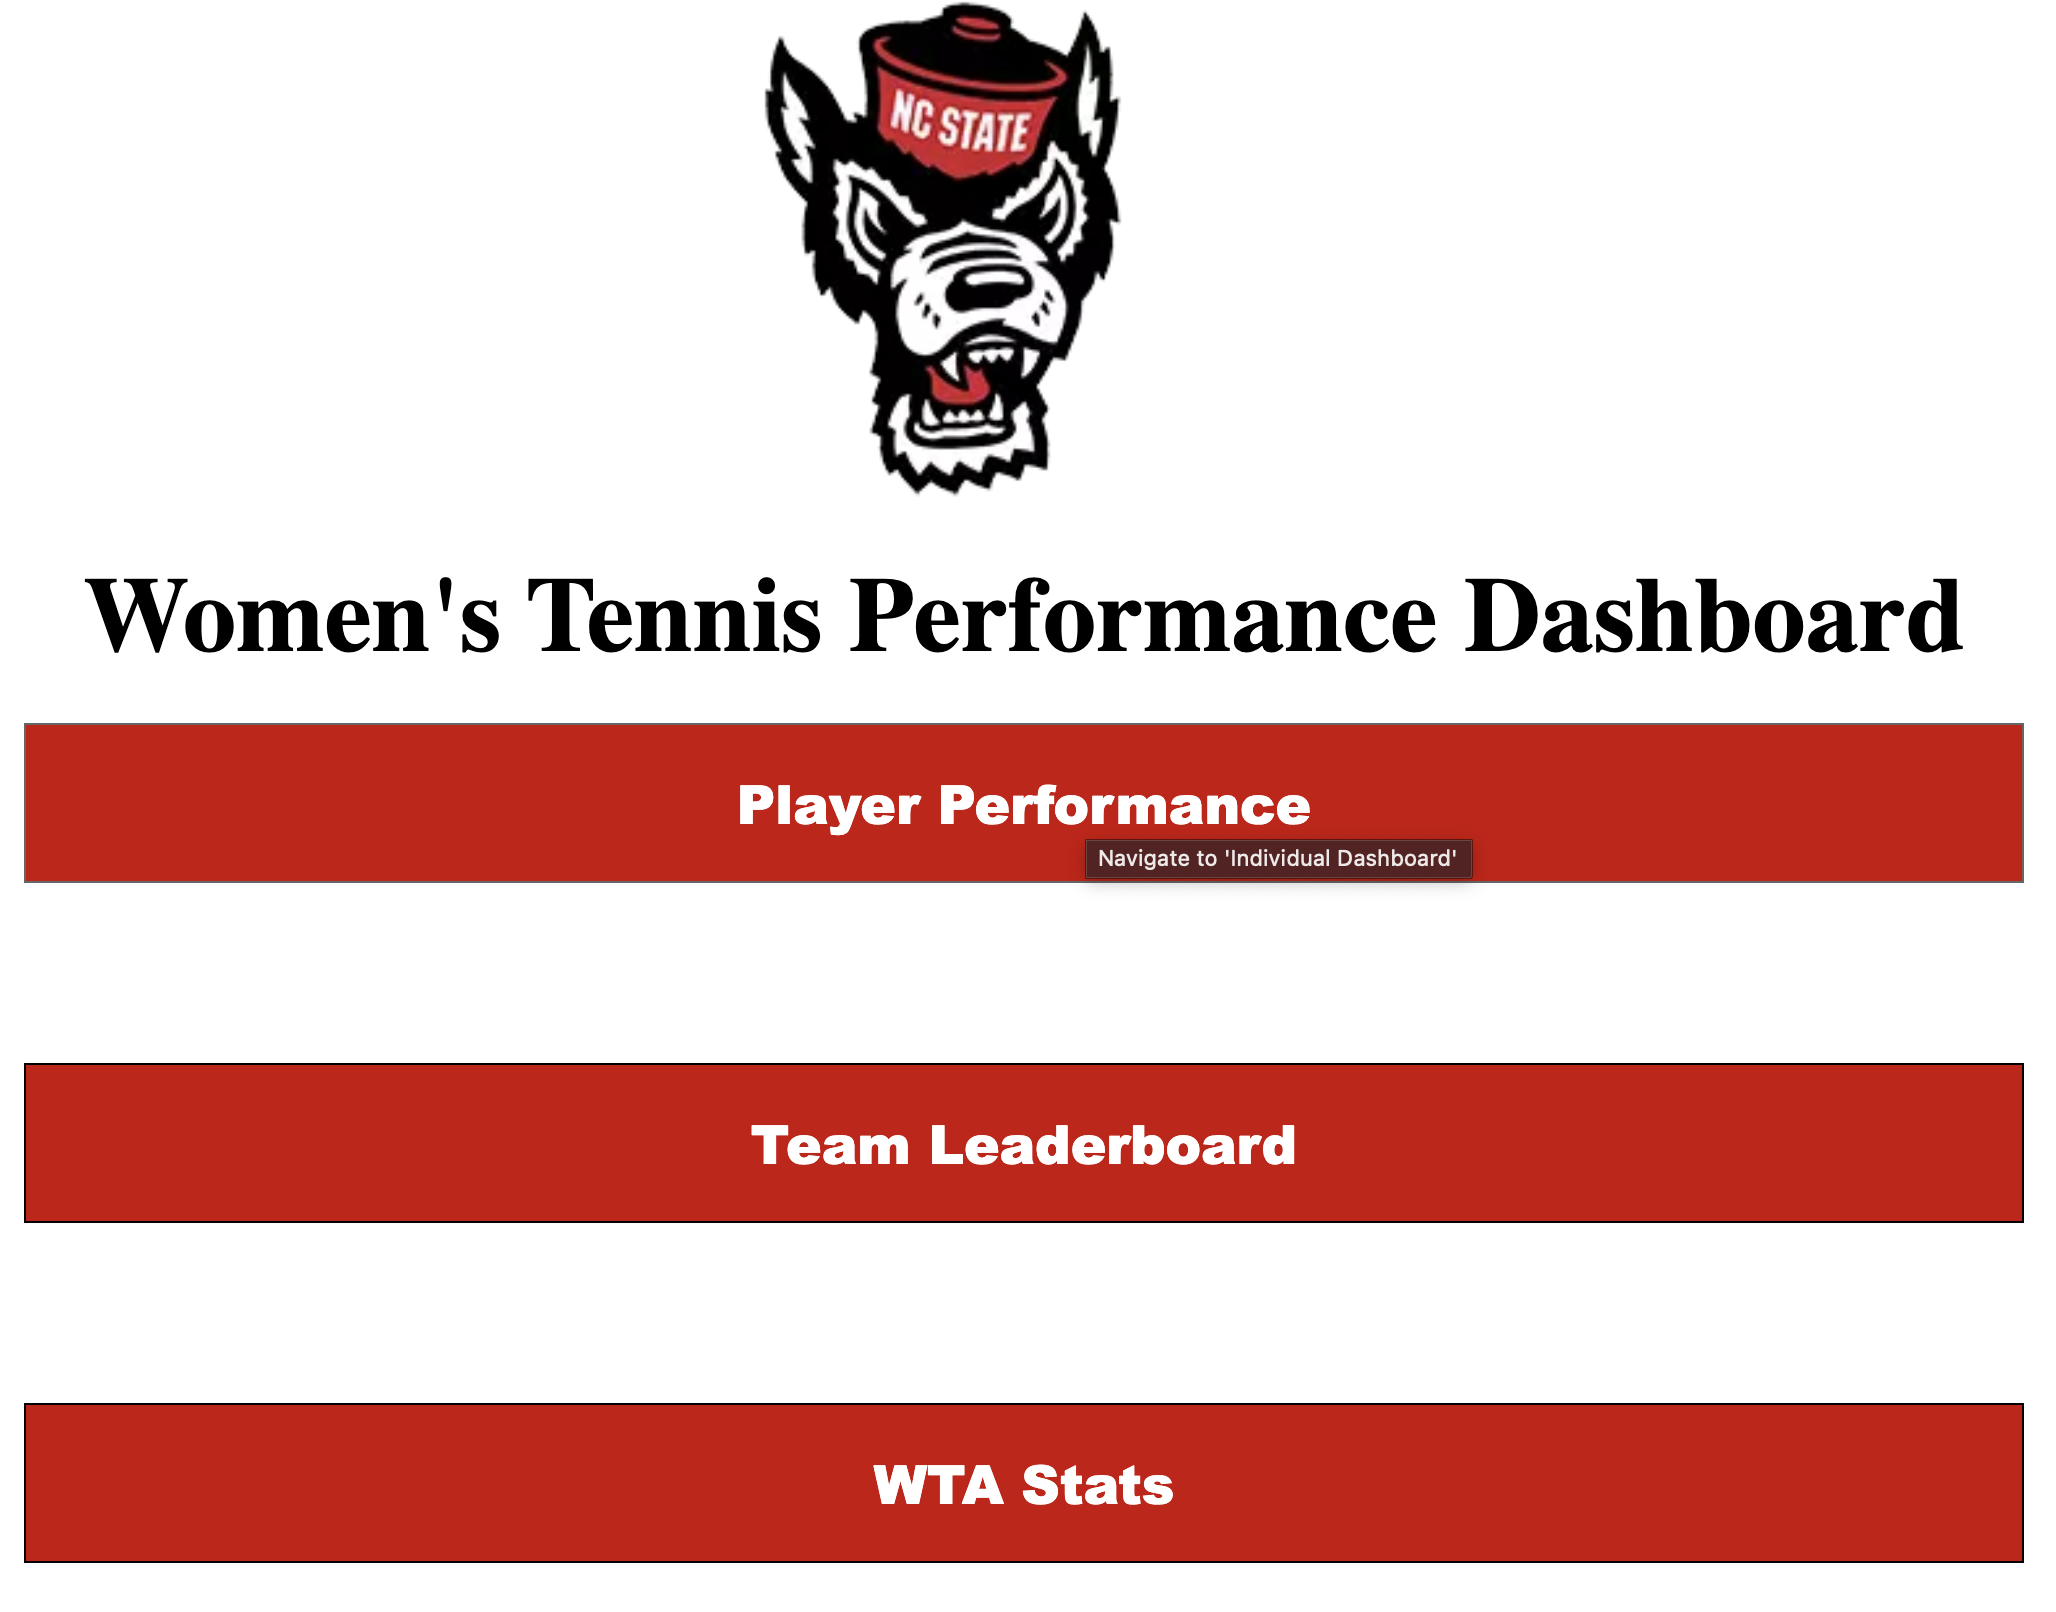 NC STATE
Women's Tennis Performance Dashboard
Player Performance
Navigate to 'Individual Dashboard'
Team Leaderboard
WTA Stats